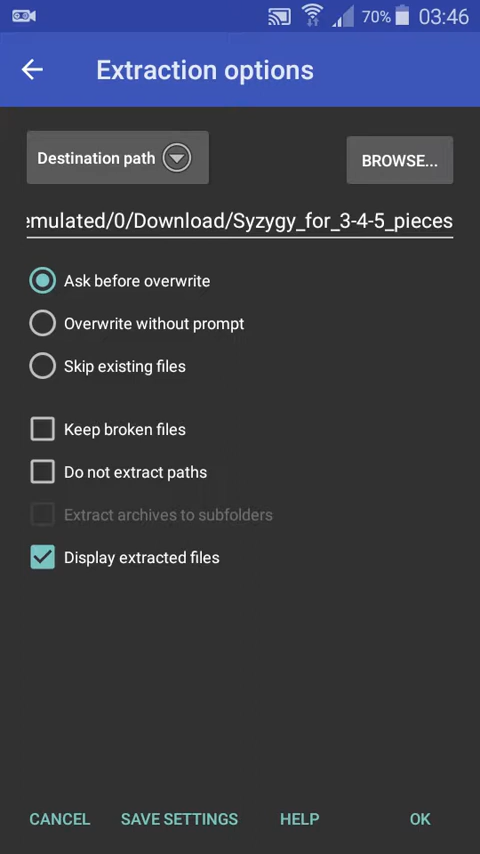 70% 03:46
Extraction options
Destination path
BROWSE...
emulated/0/Download/Syzygy_for_3-4-5_pieces
Ask before overwrite
Overwrite without prompt
Skip existing files
Keep broken files
Do not extract paths
Extract archives to subfolders
Display extracted files
CANCEL SAVE SETTINGS HELP OK